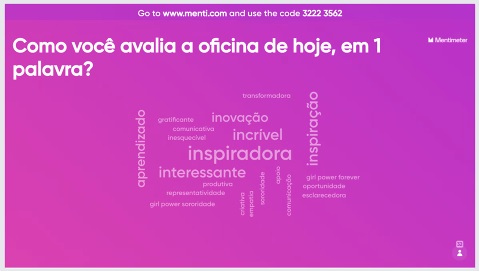 Go to www.menti.com and use the code 3222 3562
Como você avalia a oficina de hoje, em 1
palavra?
Mentimeter
transformadora
gratificante
inovação
comunicativa
inesquecível
incrível
aprendizado
inspiração
inspiradora
interessante
produtiva
representatividade
girl power sororidade
criativo
empatia
sororidade
apoio
comunicação
girl power forever
oportunidade
esclarecedora